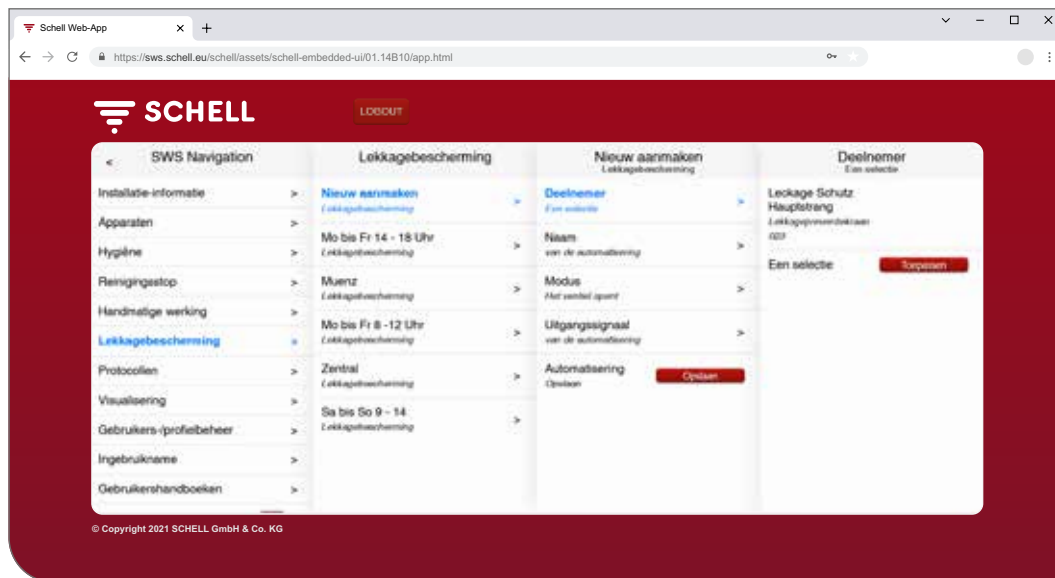 Schell Web-App
https://sws.schell.eu/schell/assets/schell-embedded-ui/01.14B10/app.html
SCHELL
LOGOUT
< SWS Navigation
Installatie-informatie >
Apparaten >
Hygiëne >
Reinigingsstop >
Handmatige werking >
Lekkagebescherming >
Protocollen >
Visualisering >
Gebruikers-/profielbeheer >
Ingebruikname >
Gebruikershandboeken >
Lekkagebescherming
Nieuw aanmaken >
Lekkagebescherming
Mo bis Fr 14 - 18 Uhr >
Lekkagebescherming
Muenz >
Lekkagebescherming
Mo bis Fr 8 -12 Uhr >
Lekkagebescherming
Zentral >
Lekkagebescherming
Sa bis So 9 - 14 >
Lekkagebescherming
Nieuw aanmaken
Lekkagebescherming
Deelnemer >
Een selectie
Naam >
van de automatisering
Modus >
Het ventiel opent
Uitgangssignaal >
van de automatisering
Automatisering Opslaan
Opslaan
Deelnemer
Een selectie
Leckage Schutz
Hauptstrang
023
Een selectie Toepassen
© Copyright 2021 SCHELL GmbH & Co. KG